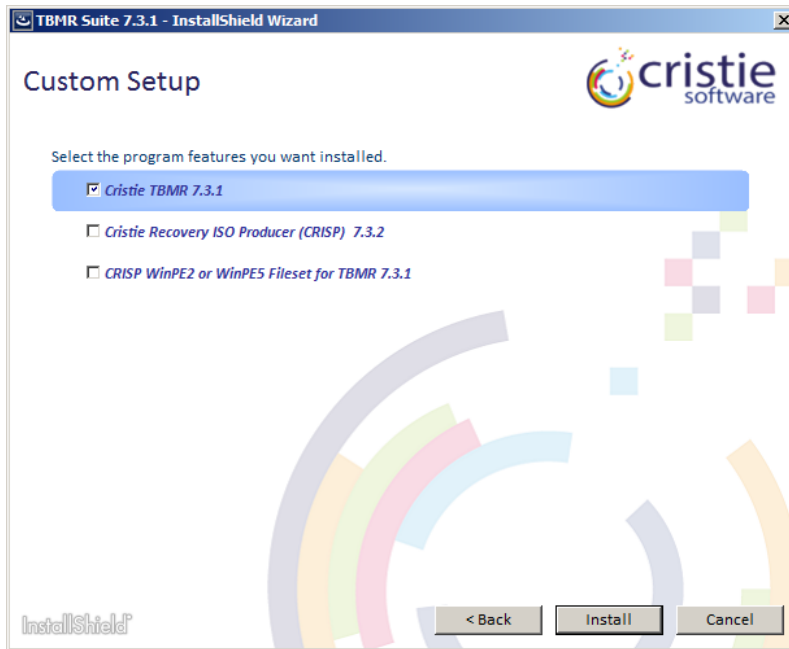 TBMR Suite 7.3.1 - InstallShield Wizard
Custom Setup
cristie
software
Select the program features you want installed.
Cristie TBMR 7.3.1
Cristie Recovery ISO Producer (CRISP) 7.3.2
CRISP WinPE2 or WinPE5 Fileset for TBMR 7.3.1
InstallShield
< Back
Install
Cancel